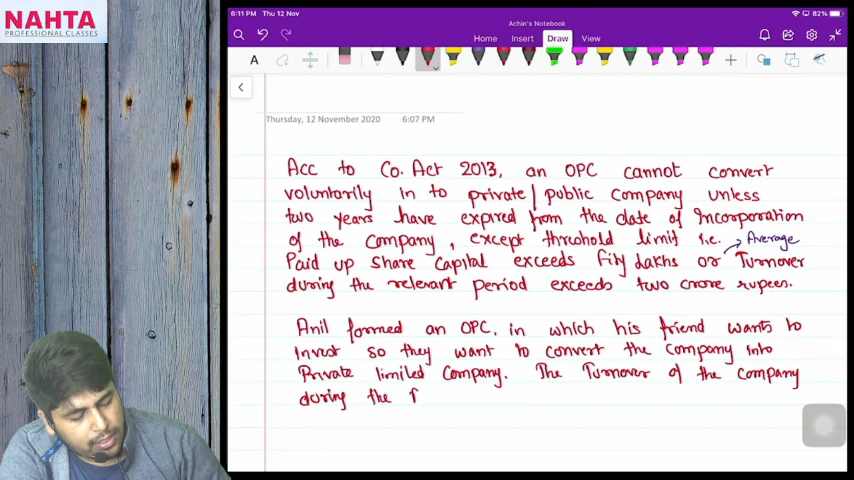 NAHTA
PROFESSIONAL CLASSES
6:11 PM Thu 12 Nov
82%
Achin's Notebook
Home Insert Draw View
A
Thursday, 12 November 2020 6:07 PM
Acc to Co. Act 2013, an OPC cannot convert
voluntarily in to private / public company unless
two years have expired from the date of Incorporation
of the company, except threshold limit i.e. → Average
Paid up share capital exceeds Fifty Lakhs or Turnover
during the relevant period exceeds two crore rupees.
Anil formed an OPC, in which his friend wants to
Invest so they want to convert the company into
Private limited company. The Turnover of the company
during the